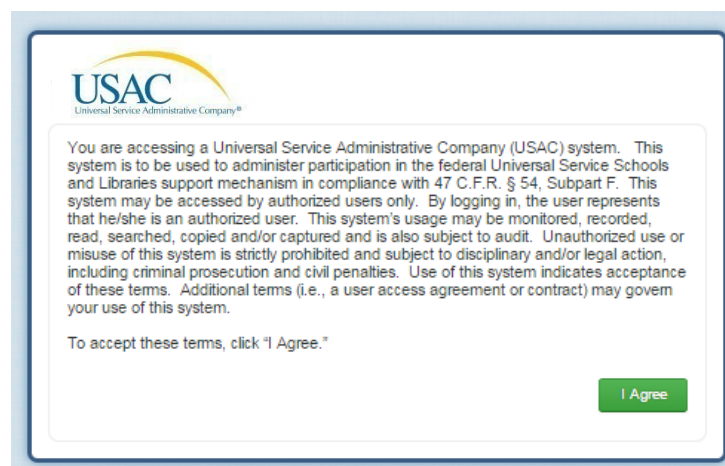 USAC
Universal Service Administrative Company®
You are accessing a Universal Service Administrative Company (USAC) system. This
system is to be used to administer participation in the federal Universal Service Schools
and Libraries support mechanism in compliance with 47 C.F.R. § 54, Subpart F. This
system may be accessed by authorized users only. By logging in, the user represents
that he/she is an authorized user. This system's usage may be monitored, recorded,
read, searched, copied and/or captured and is also subject to audit. Unauthorized use or
misuse of this system is strictly prohibited and subject to disciplinary and/or legal action,
including criminal prosecution and civil penalties. Use of this system indicates acceptance
of these terms. Additional terms (i.e., a user access agreement or contract) may govern
your use of this system.
To accept these terms, click “I Agree.”
I Agree